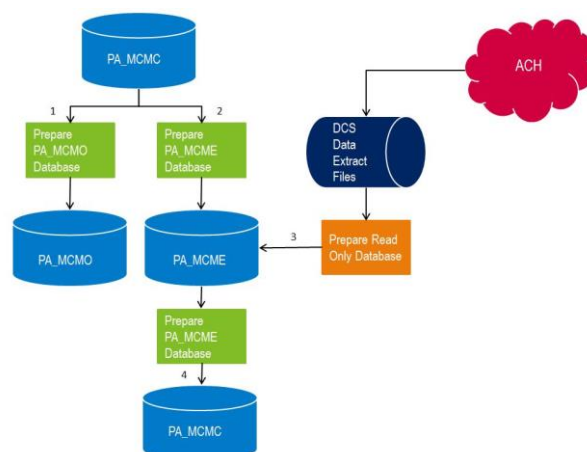 PA_MCMC
ACH
1
2
Prepare
PA_MCMO
Database
Prepare
PA_MCME
Database
DCS
Data
Extract
Files
PA_MCMO
PA_MCME
3
Prepare Read
Only Database
Prepare
PA_MCME
Database
4
PA_MCMC